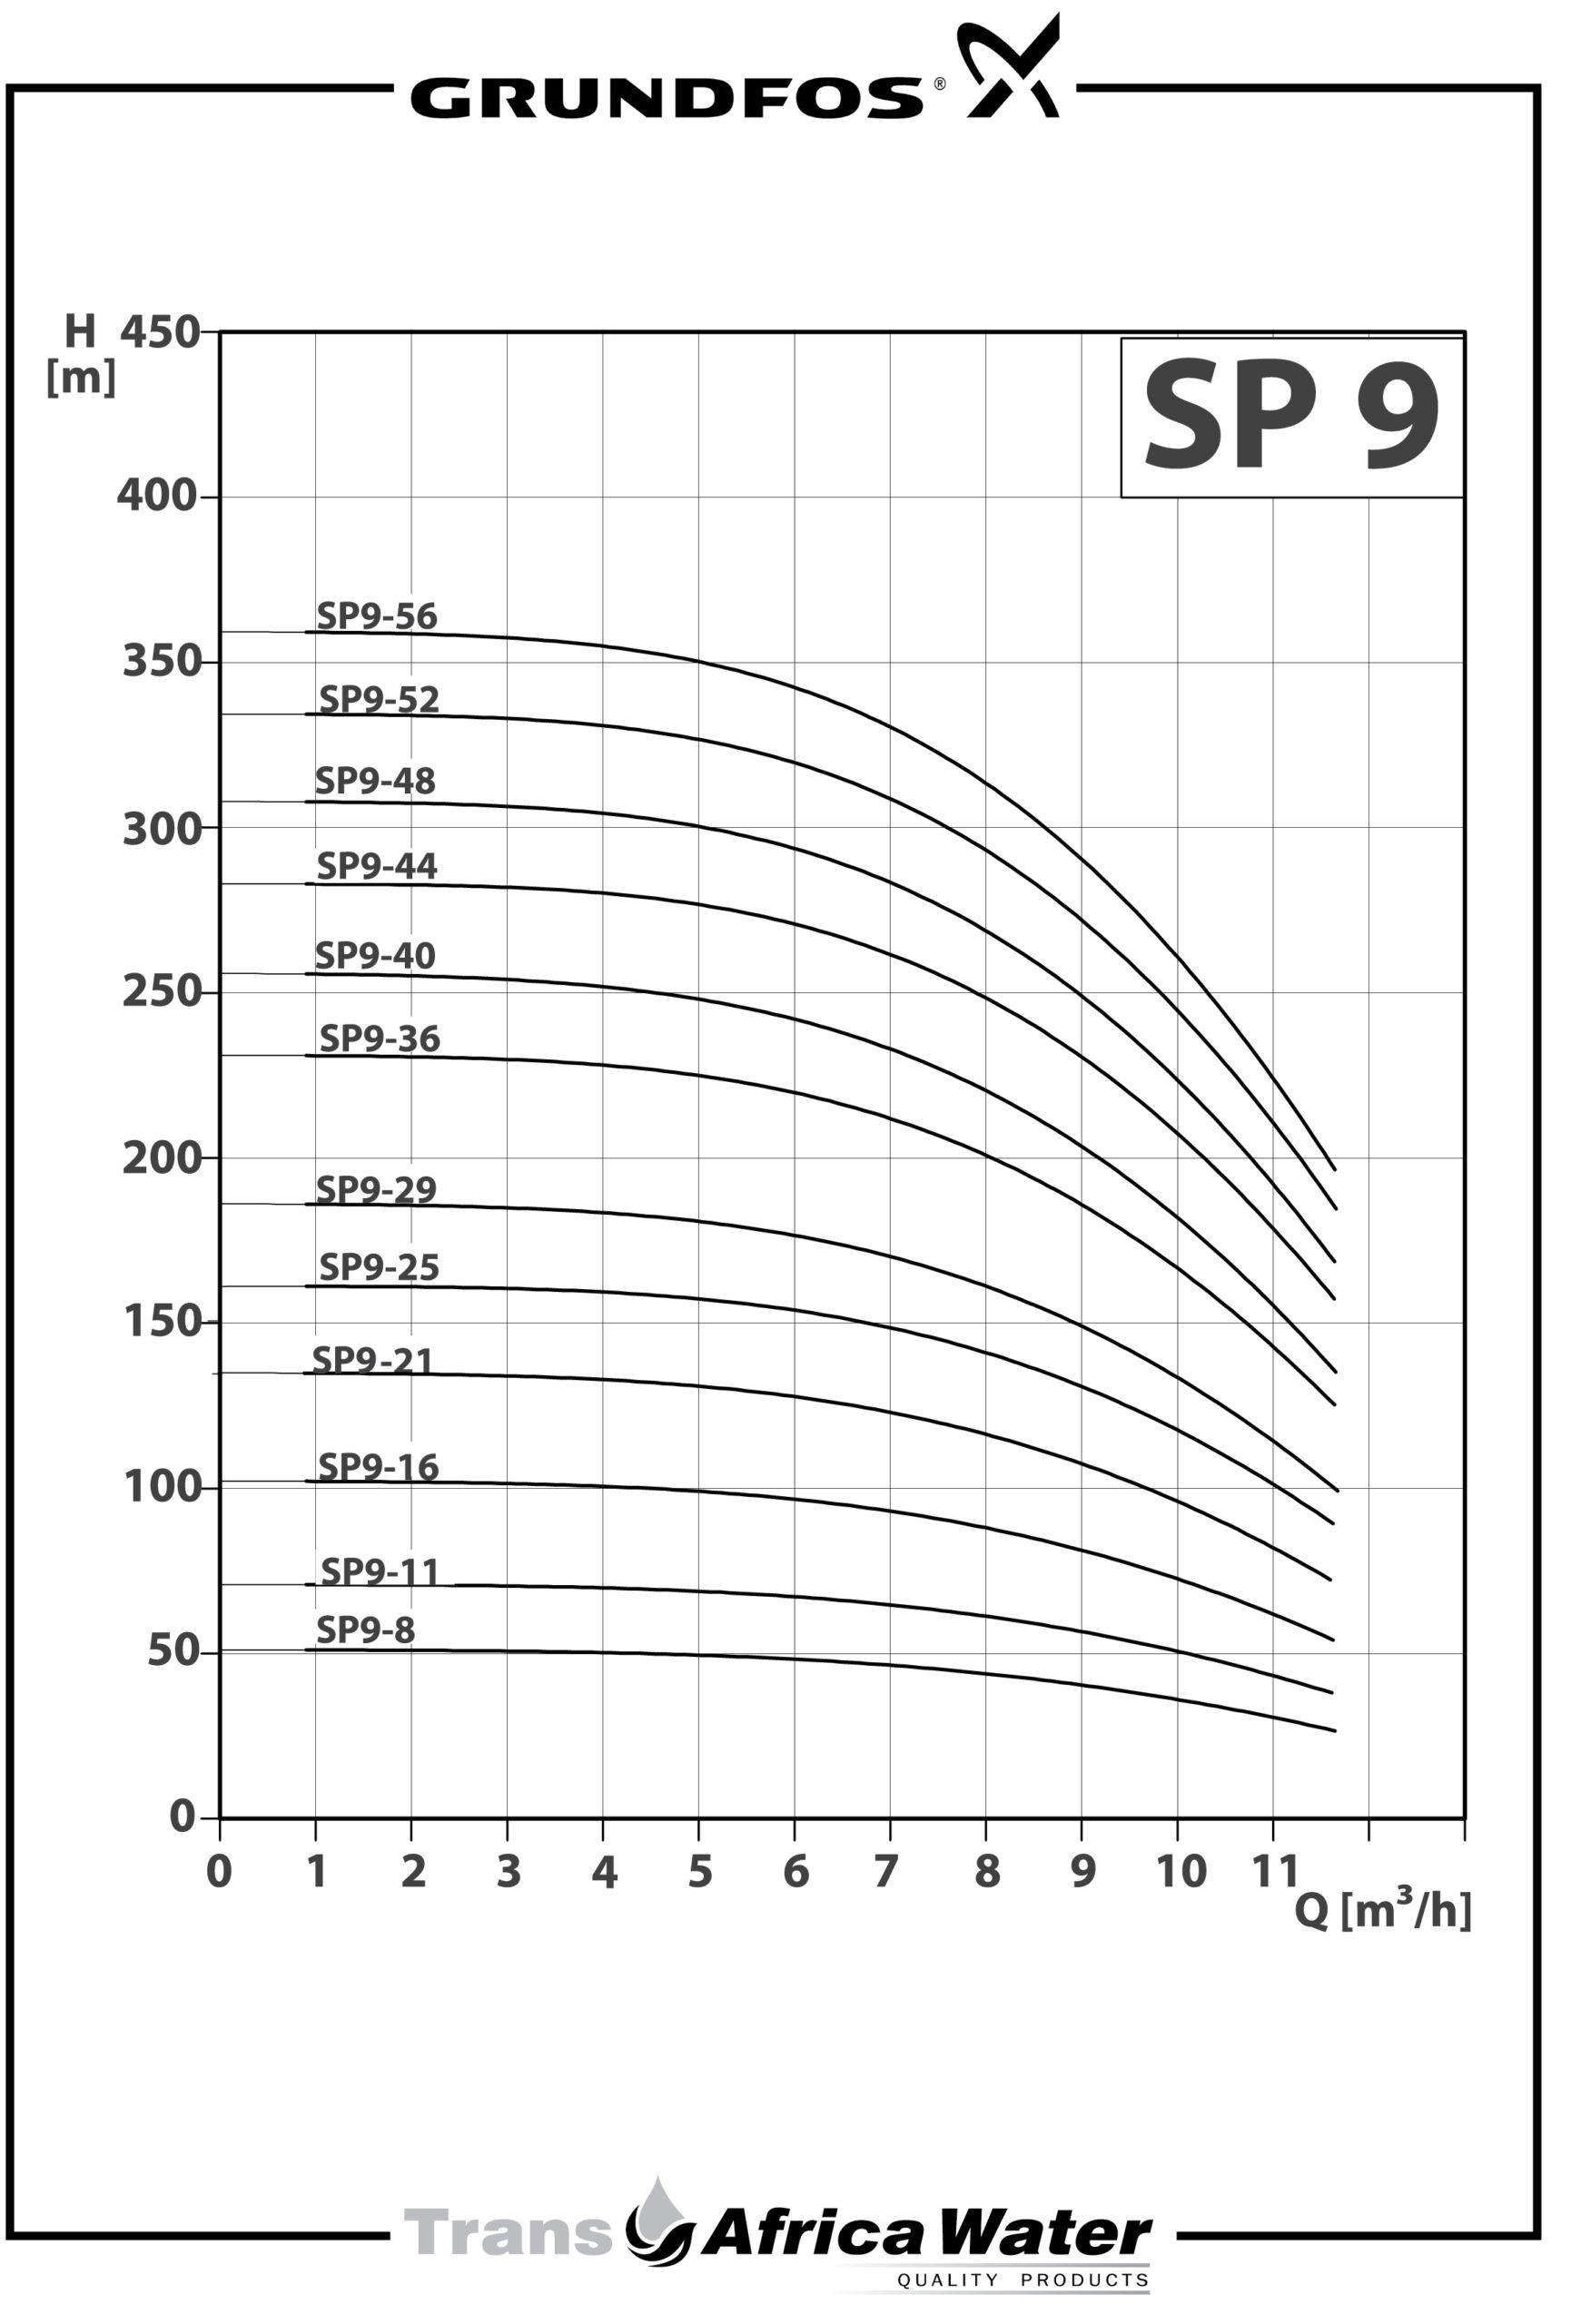 GRUNDFOS®
H 450
[m]
SP 9
400
SP9-56
350
SP9-52
SP9-48
300
SP9-44
SP9-40
250
SP9-36
200
SP9-29
SP9-25
150
SP9-21
100
SP9-16
SP9-11
SP9-8
50
0
0 1 2 3 4 5 6 7 8 9 10 11
Q [m³/h]
Trans AfricaWater
QUALITY PRODUCTS